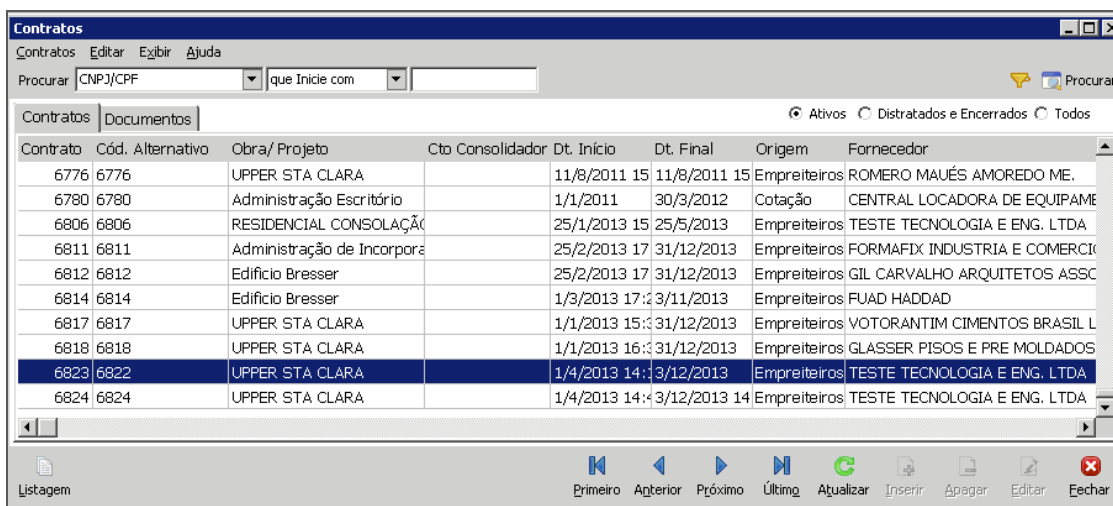 Contratos
Contratos Editar Exibir Ajuda
Procurar CNPJ/CPF que Inicie com Procurar
Contratos Documentos Ativos Distratados e Encerrados Todos
Contrato Cód. Alternativo Obra/ Projeto Cto Consolidador Dt. Início Dt. Final Origem Fornecedor
6776 6776 UPPER STA CLARA 11/8/2011 15 11/8/2011 15 Empreiteiros ROMERO MAUÉS AMOREDO ME.
6780 6780 Administração Escritório 1/1/2011 30/3/2012 Cotação CENTRAL LOCADORA DE EQUIPAME
6806 6806 RESIDENCIAL CONSOLAÇÃ 25/1/2013 15 25/5/2013 Empreiteiros TESTE TECNOLOGIA E ENG. LTDA
6811 6811 Administração de Incorpora 25/2/2013 17 31/12/2013 Empreiteiros FORMAFIX INDUSTRIA E COMERCI
6812 6812 Edificio Bresser 25/2/2013 17 31/12/2013 Empreiteiros GIL CARVALHO ARQUITETOS ASSO
6814 6814 Edificio Bresser 1/3/2013 17:2 3/11/2013 Empreiteiros FUAD HADDAD
6817 6817 UPPER STA CLARA 1/1/2013 15: 31/12/2013 Empreiteiros VOTORANTIM CIMENTOS BRASIL L
6818 6818 UPPER STA CLARA 1/1/2013 16: 31/12/2013 Empreiteiros GLASSER PISOS E PRE MOLDADOS
6823 6822 UPPER STA CLARA 1/4/2013 14: 3/12/2013 Empreiteiros TESTE TECNOLOGIA E ENG. LTDA
6824 6824 UPPER STA CLARA 1/4/2013 14: 3/12/2013 14 Empreiteiros TESTE TECNOLOGIA E ENG. LTDA
Listagem Primeiro Anterior Próximo Último Atualizar Inserir Apagar Editar Fechar